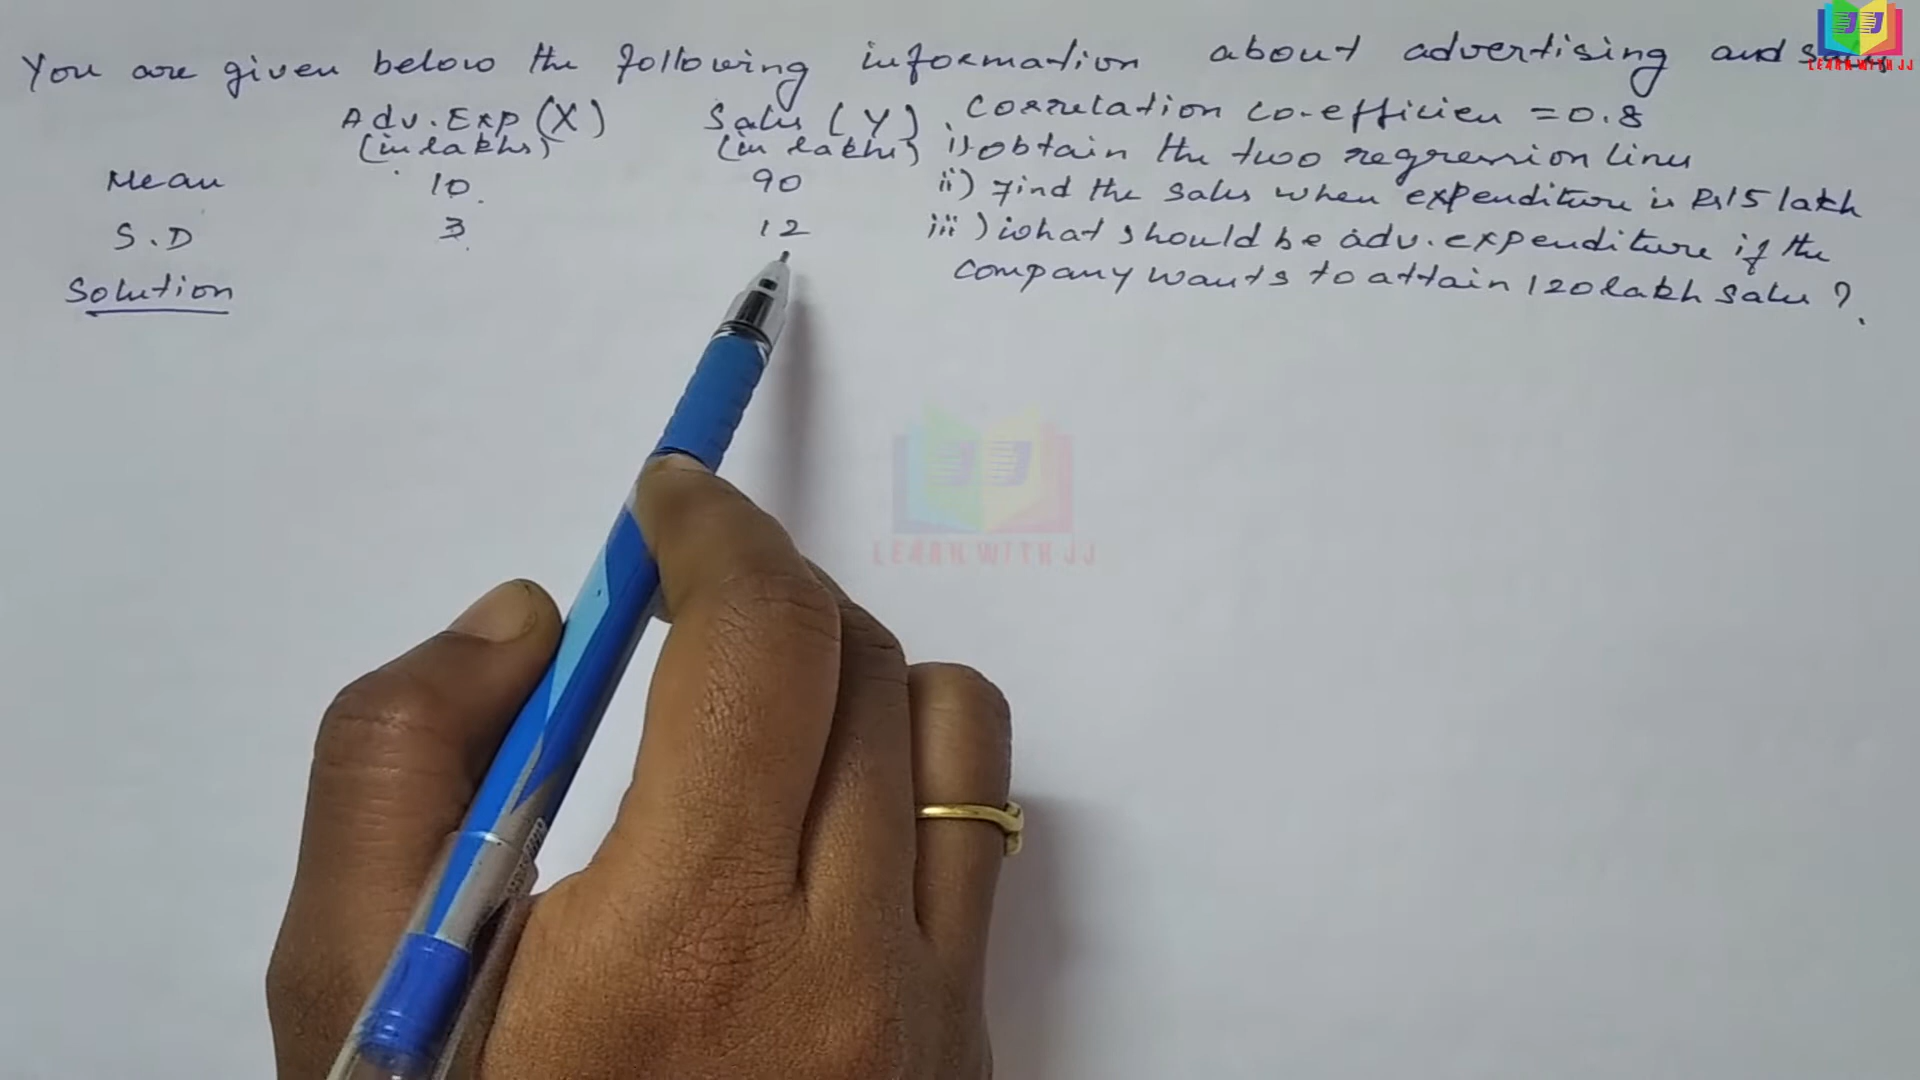 You are given below the following information about advertising and sales
Adv. Exp (X) Sales (Y) Correlation co-efficien = 0.8
(in lakhs) (in lakhs) i) obtain the two regression lines
Mean 10 90 ii) Find the sales when expenditure is Rs 15 lakh
S.D 3 12 iii) what should be adv. expenditure if the
company wants to attain 120 lakh sales ?
Solution
LEARN WITH JJ
JJ
LEARN WITH JJ